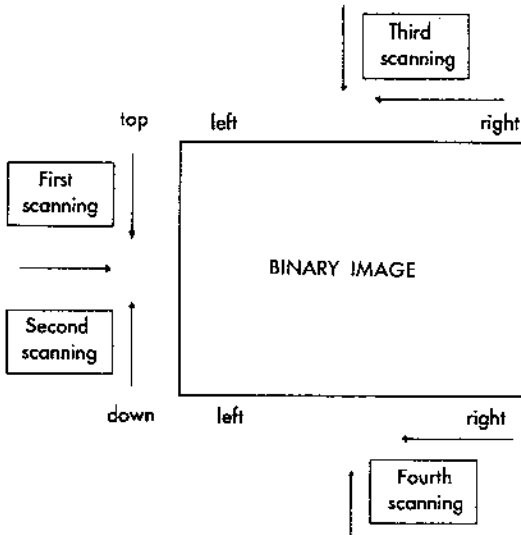 Third
scanning
top left right
First
scanning
BINARY IMAGE
Second
scanning
down left right
Fourth
scanning